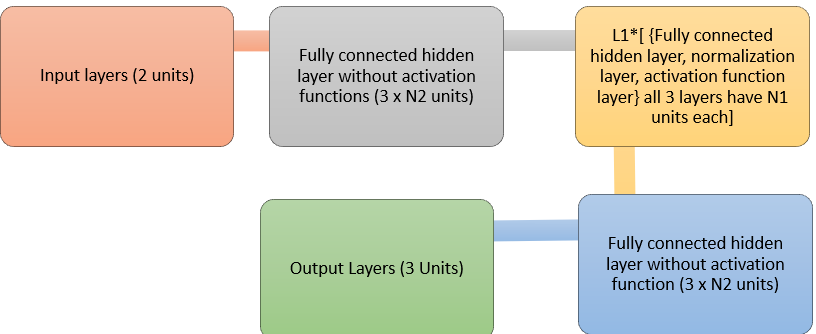 Input layers (2 units)
Fully connected hidden
layer without activation
functions (3 x N2 units)
L1*[ {Fully connected
hidden layer, normalization
layer, activation function
layer} all 3 layers have N1
units each]
Fully connected hidden
layer without activation
function (3 x N2 units)
Output Layers (3 Units)